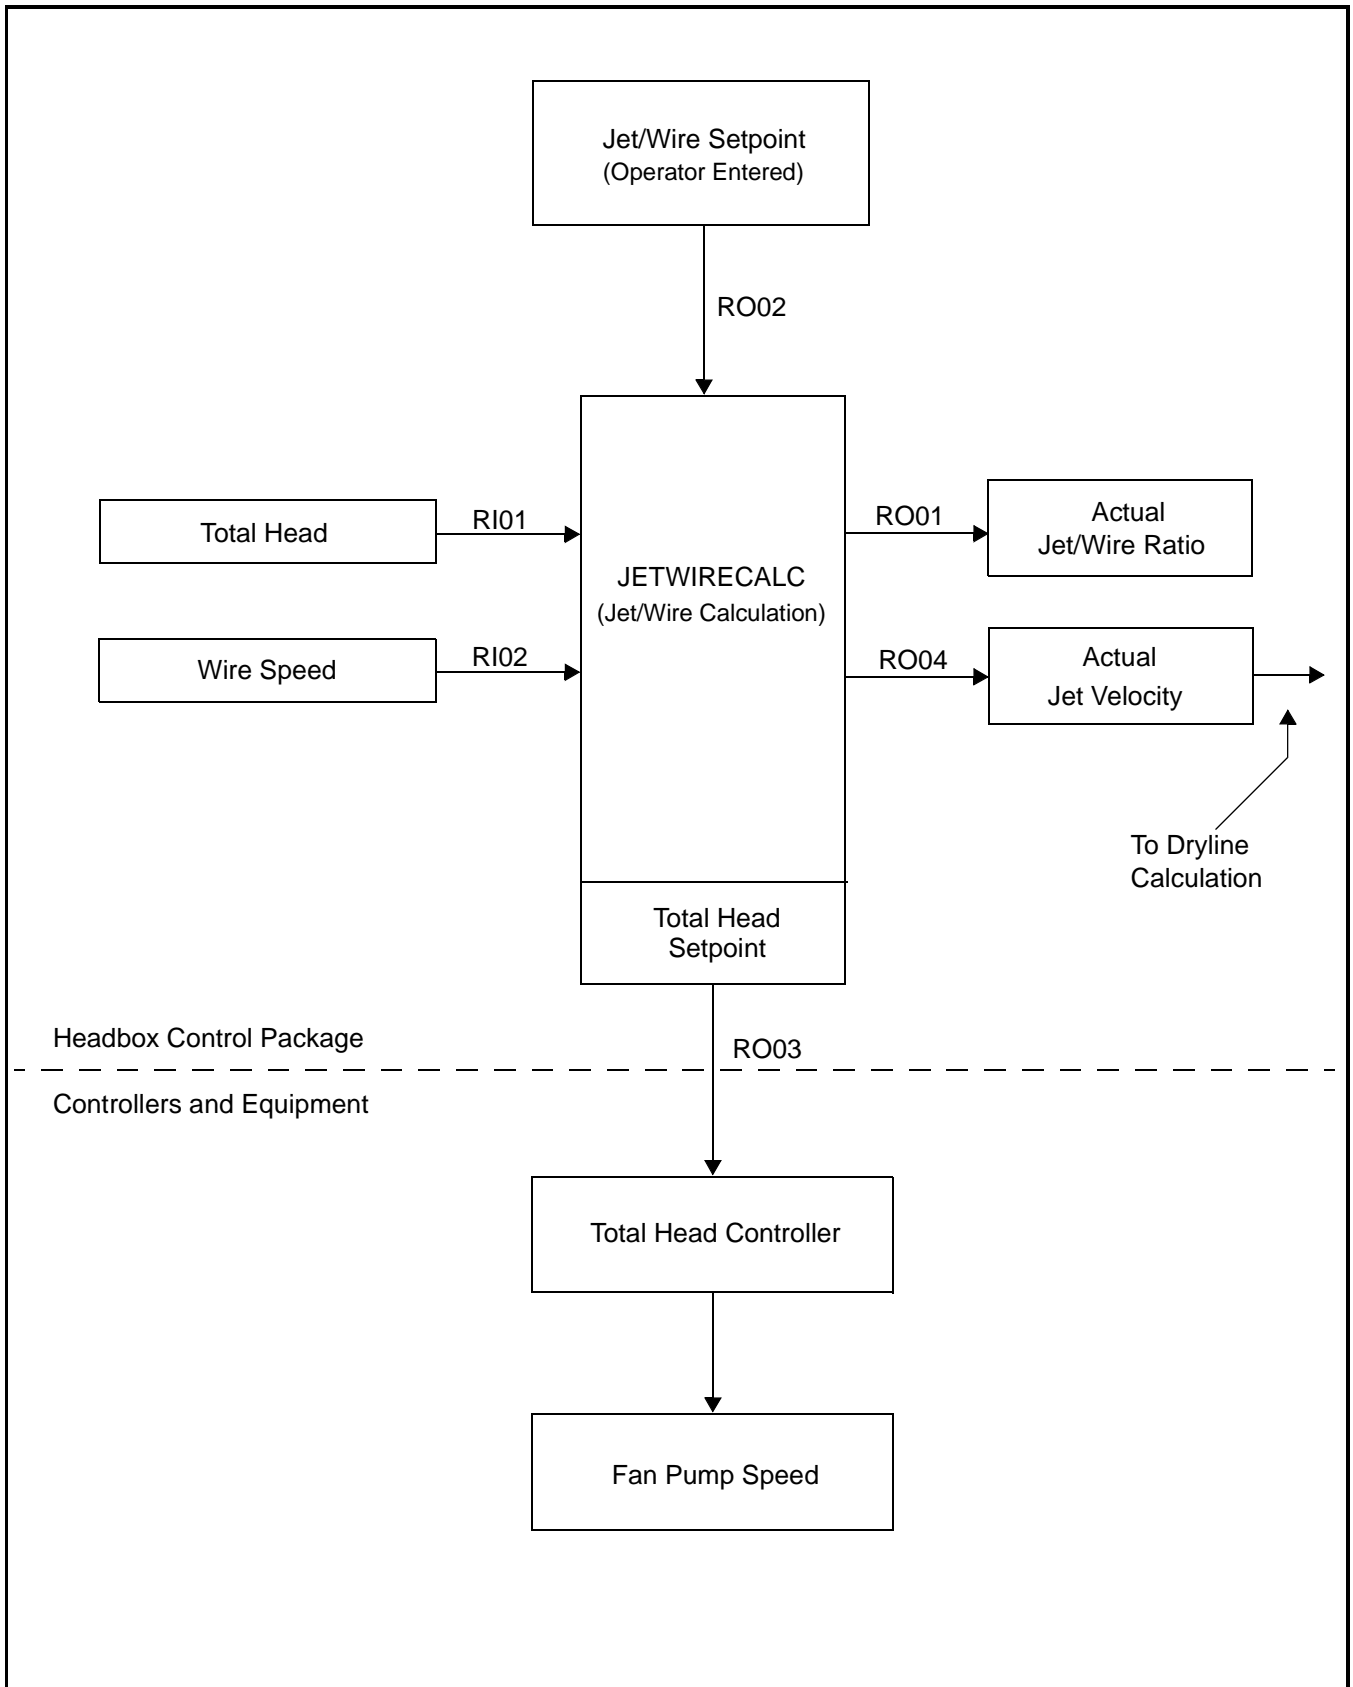 Jet/Wire Setpoint
(Operator Entered)
RO02
Total Head
RI01
Wire Speed
RI02
JETWIRECALC
(Jet/Wire Calculation)
RO01
Actual
Jet/Wire Ratio
RO04
Actual
Jet Velocity
To Dryline
Calculation
Total Head
Setpoint
Headbox Control Package
RO03
Controllers and Equipment
Total Head Controller
Fan Pump Speed